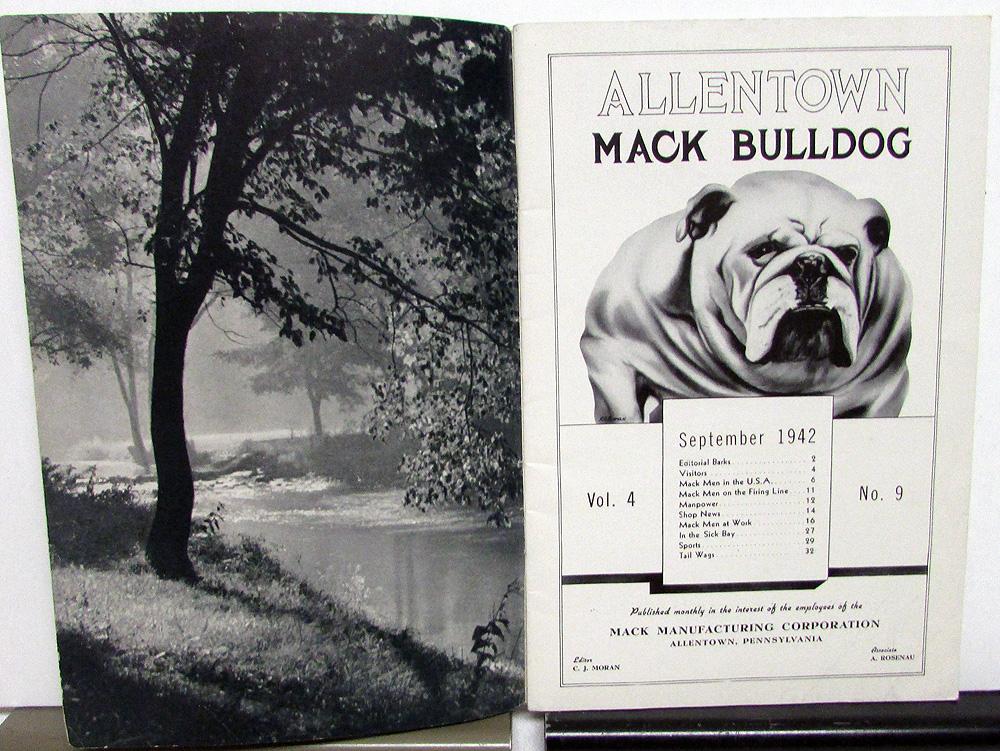 ALLENTOWN
MACK BULLDOG
September 1942
Editorial Barks 2
Visitors 4
Mack Men in the U.S.A. 6
Mack Men on the Firing Line 11
Manpower 12
Shop News 14
Mack Men at Work 16
In the Sick Bay 27
Sports 29
Tail Wags 32
Vol. 4
No. 9
Published monthly in the interest of the employees of the
MACK MANUFACTURING CORPORATION
ALLENTOWN, PENNSYLVANIA
Editor
C. J. MORAN
Associate
A. ROSENAU